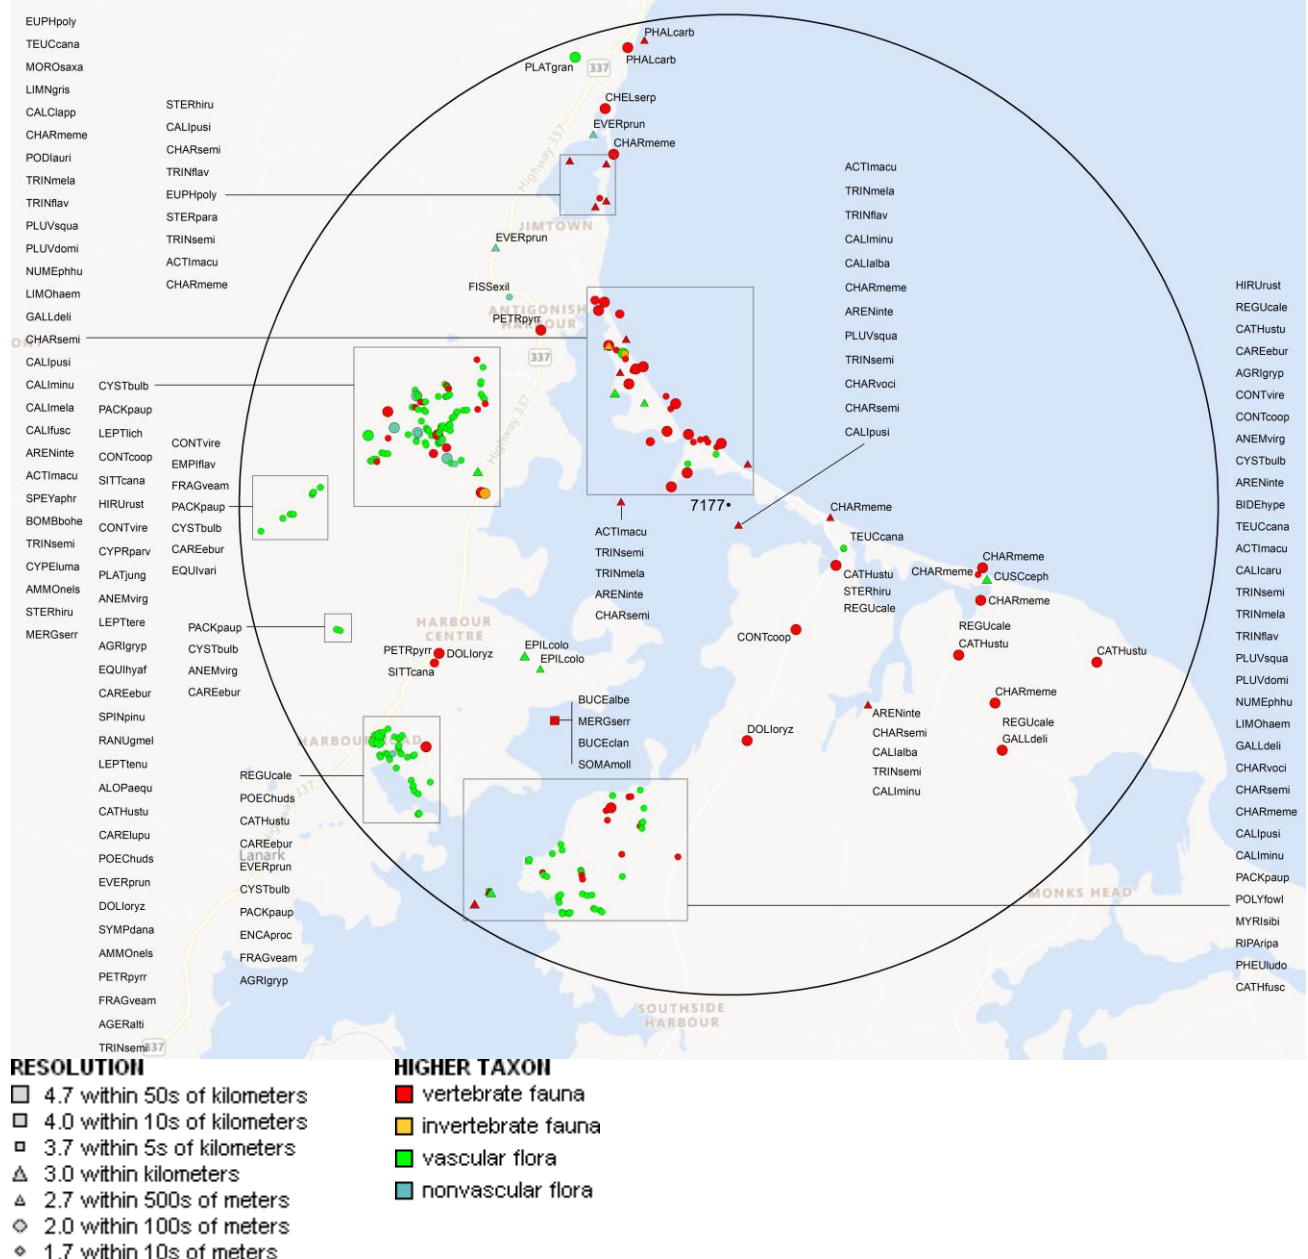 EUPHpoly
TEUCcana
MOROsaxa
LIMNgris
CALClapp
CHARmeme
PODIauri
TRINmela
TRINflav
PLUVsqua
PLUVdomi
NUMEphhu
LIMOhaem
GALLdeli
CHARsemi
CALIpusi
CALIminu
CALImela
CALIfusc
ARENinte
ACTImacu
SPEYaphr
BOMBbohe
TRINsemi
CYPEluma
AMMOnels
STERhiru
MERGserr
STERhiru
CALIpusi
CHARsemi
TRINflav
EUPHpoly
STERpara
TRINsemi
ACTImacu
CHARmeme
CYSTbulb
PACKpaup
LEPTlich
CONTcoop
SITTcana
HIRUrust
CONTvire
CYPRparv
PLATjung
ANEMvirg
LEPTtere
AGRIgryp
EQUIhyaf
CAREebur
SPINpinu
RANUgmel
LEPTtenu
ALOPaequ
CATHustu
CARElupu
POEChuds
EVERprun
DOLIoryz
SYMPdana
AMMOnels
PETRpyrr
FRAGveam
AGERalti
TRINsemi
337
CONTvire
EMPIflav
FRAGveam
PACKpaup
CYSTbulb
CAREebur
EQUIvari
PACKpaup
CYSTbulb
ANEMvirg
CAREebur
REGUcale
POEChuds
CATHustu
CAREebur
EVERprun
CYSTbulb
PACKpaup
ENCAproc
FRAGveam
AGRIgryp
Lanark
Highway 337
PHALcarb
PHALcarb
PLATgran
337
CHELserp
EVERprun
CHARmeme
Highway 337
JIMTOWN
EVERprun
FISSexil
ANTIGONISH
HARBOUR
PETRpyrr
337
Highway 337
7177
ACTImacu
TRINsemi
TRINmela
ARENinte
CHARsemi
HARBOUR
CENTRE
PETRpyrr
DOLIoryz
SITTcana
EPILcolo
EPILcolo
BUCEalbe
MERGserr
BUCEclan
SOMAmoll
ACTImacu
TRINmela
TRINflav
CALIminu
CALIalba
CHARmeme
ARENinte
PLUVsqua
TRINsemi
CHARvoci
CHARsemi
CALIpusi
CHARmeme
TEUCcana
CATHustu
STERhiru
REGUcale
CONTcoop
DOLIoryz
CHARmeme
CHARmeme
CUSCceph
CHARmeme
REGUcale
CATHustu
CATHustu
CHARmeme
REGUcale
GALLdeli
ARENinte
CHARsemi
CALIalba
TRINsemi
CALIminu
MONKS HEAD
SOUTHSIDE
HARBOUR
HIRUrust
REGUcale
CATHustu
CAREebur
AGRIgryp
CONTvire
CONTcoop
ANEMvirg
CYSTbulb
ARENinte
BIDEhype
TEUCcana
ACTImacu
CALIcaru
TRINsemi
TRINmela
TRINflav
PLUVsqua
PLUVdomi
NUMEphhu
LIMOhaem
GALLdeli
CHARvoci
CHARsemi
CHARmeme
CALIpusi
CALIminu
PACKpaup
POLYfowl
MYRIsibi
RIPAripa
PHEUludo
CATHfusc
RESOLUTION
4.7 within 50s of kilometers
4.0 within 10s of kilometers
3.7 within 5s of kilometers
3.0 within kilometers
2.7 within 500s of meters
2.0 within 100s of meters
1.7 within 10s of meters
HIGHER TAXON
vertebrate fauna
invertebrate fauna
vascular flora
nonvascular flora